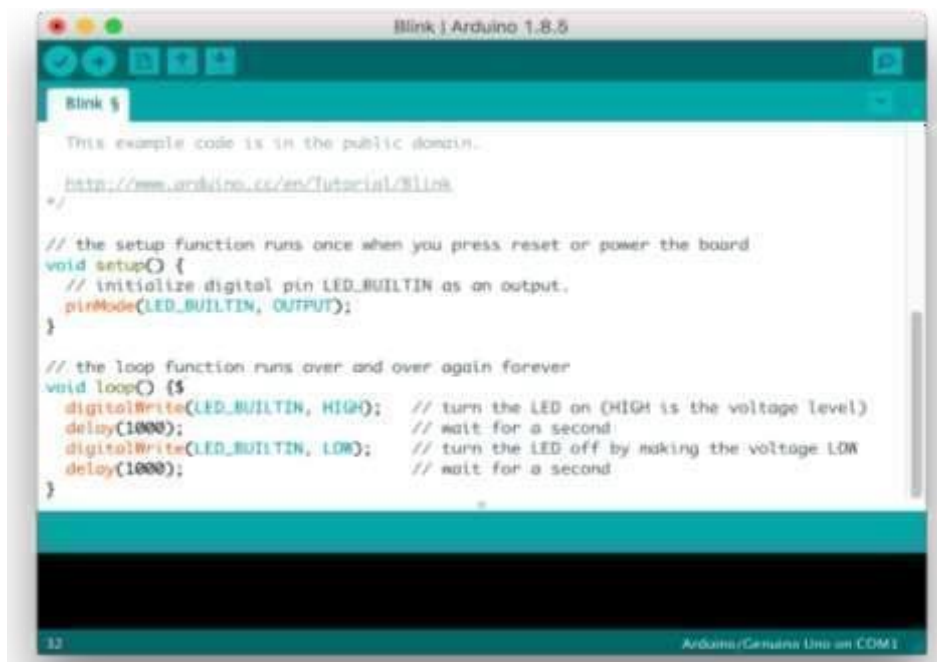 Blink | Arduino 1.8.5
Blink §
This example code is in the public domain.
http://www.arduino.cc/en/Tutorial/Blink
*/
// the setup function runs once when you press reset or power the board
void setup() {
  // initialize digital pin LED_BUILTIN as an output.
  pinMode(LED_BUILTIN, OUTPUT);
}
// the loop function runs over and over again forever
void loop() {$
  digitalWrite(LED_BUILTIN, HIGH);   // turn the LED on (HIGH is the voltage level)
  delay(1000);                       // wait for a second
  digitalWrite(LED_BUILTIN, LOW);    // turn the LED off by making the voltage LOW
  delay(1000);                       // wait for a second
}
32 Arduino/Genuino Uno on COM1